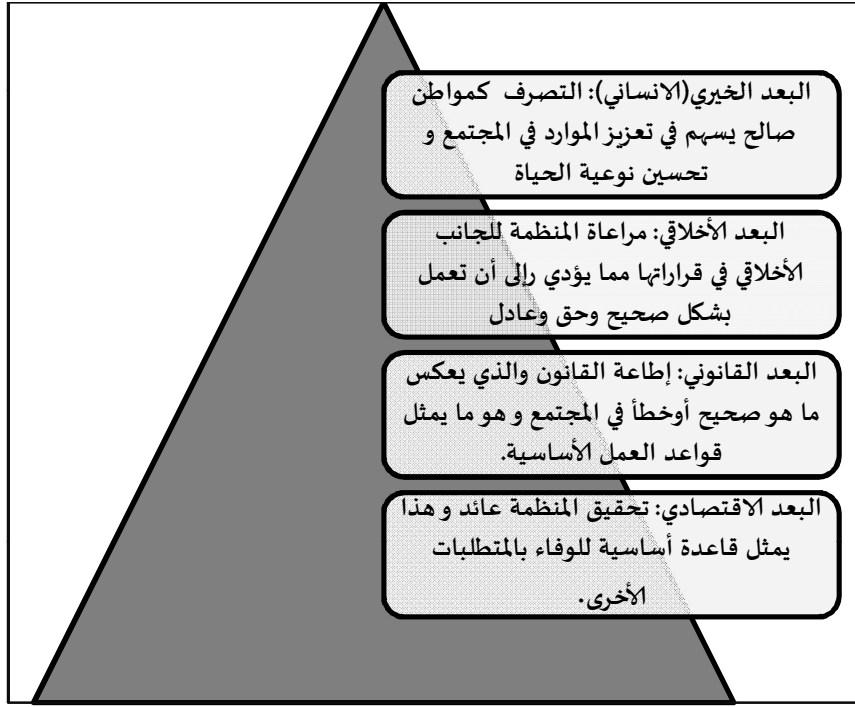 البعد الخيري(الانساني): التصرف كمواطن
صالح يسهم في تعزيز الموارد في المجتمع و
تحسين نوعية الحياة
البعد الأخلاقي: مراعاة المنظمة للجانب
الأخلاقي في قراراتها مما يؤدي رإلى أن تعمل
بشكل صحيح وحق وعادل
البعد القانوني: إطاعة القانون والذي يعكس
ما هو صحيح أوخطأ في المجتمع و هو ما يمثل
قواعد العمل الأساسية.
البعد الاقتصادي: تحقيق المنظمة عائد و هذا
يمثل قاعدة أساسية للوفاء بالمتطلبات
الأخرى.